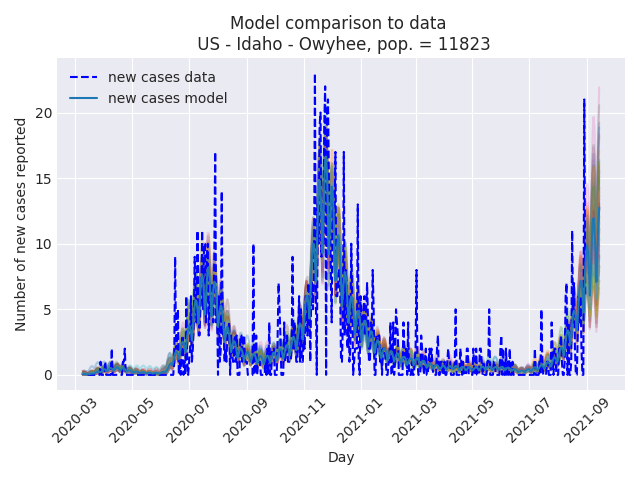 Model comparison to data
US - Idaho - Owyhee, pop. = 11823
new cases data
new cases model
Number of new cases reported
20
15
10
5
0
2020-03
2020-05
2020-07
2020-09
2020-11
2021-01
2021-03
2021-05
2021-07
2021-09
Day